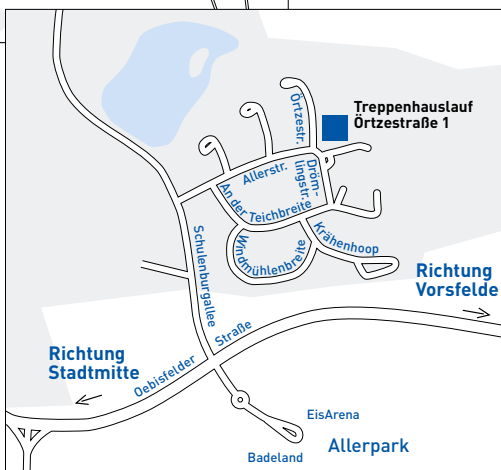 Treppenhauslauf
Örtzestraße 1
Örtzestr.
Allerstr.
Dröm-
lingstr.
An der Teichbreite
Windmühlenbreite
Krähenhoop
Schulenburgallee
Richtung
Vorsfelde
Richtung
Stadtmitte
Oebisfelder Straße
EisArena
Allerpark
Badeland